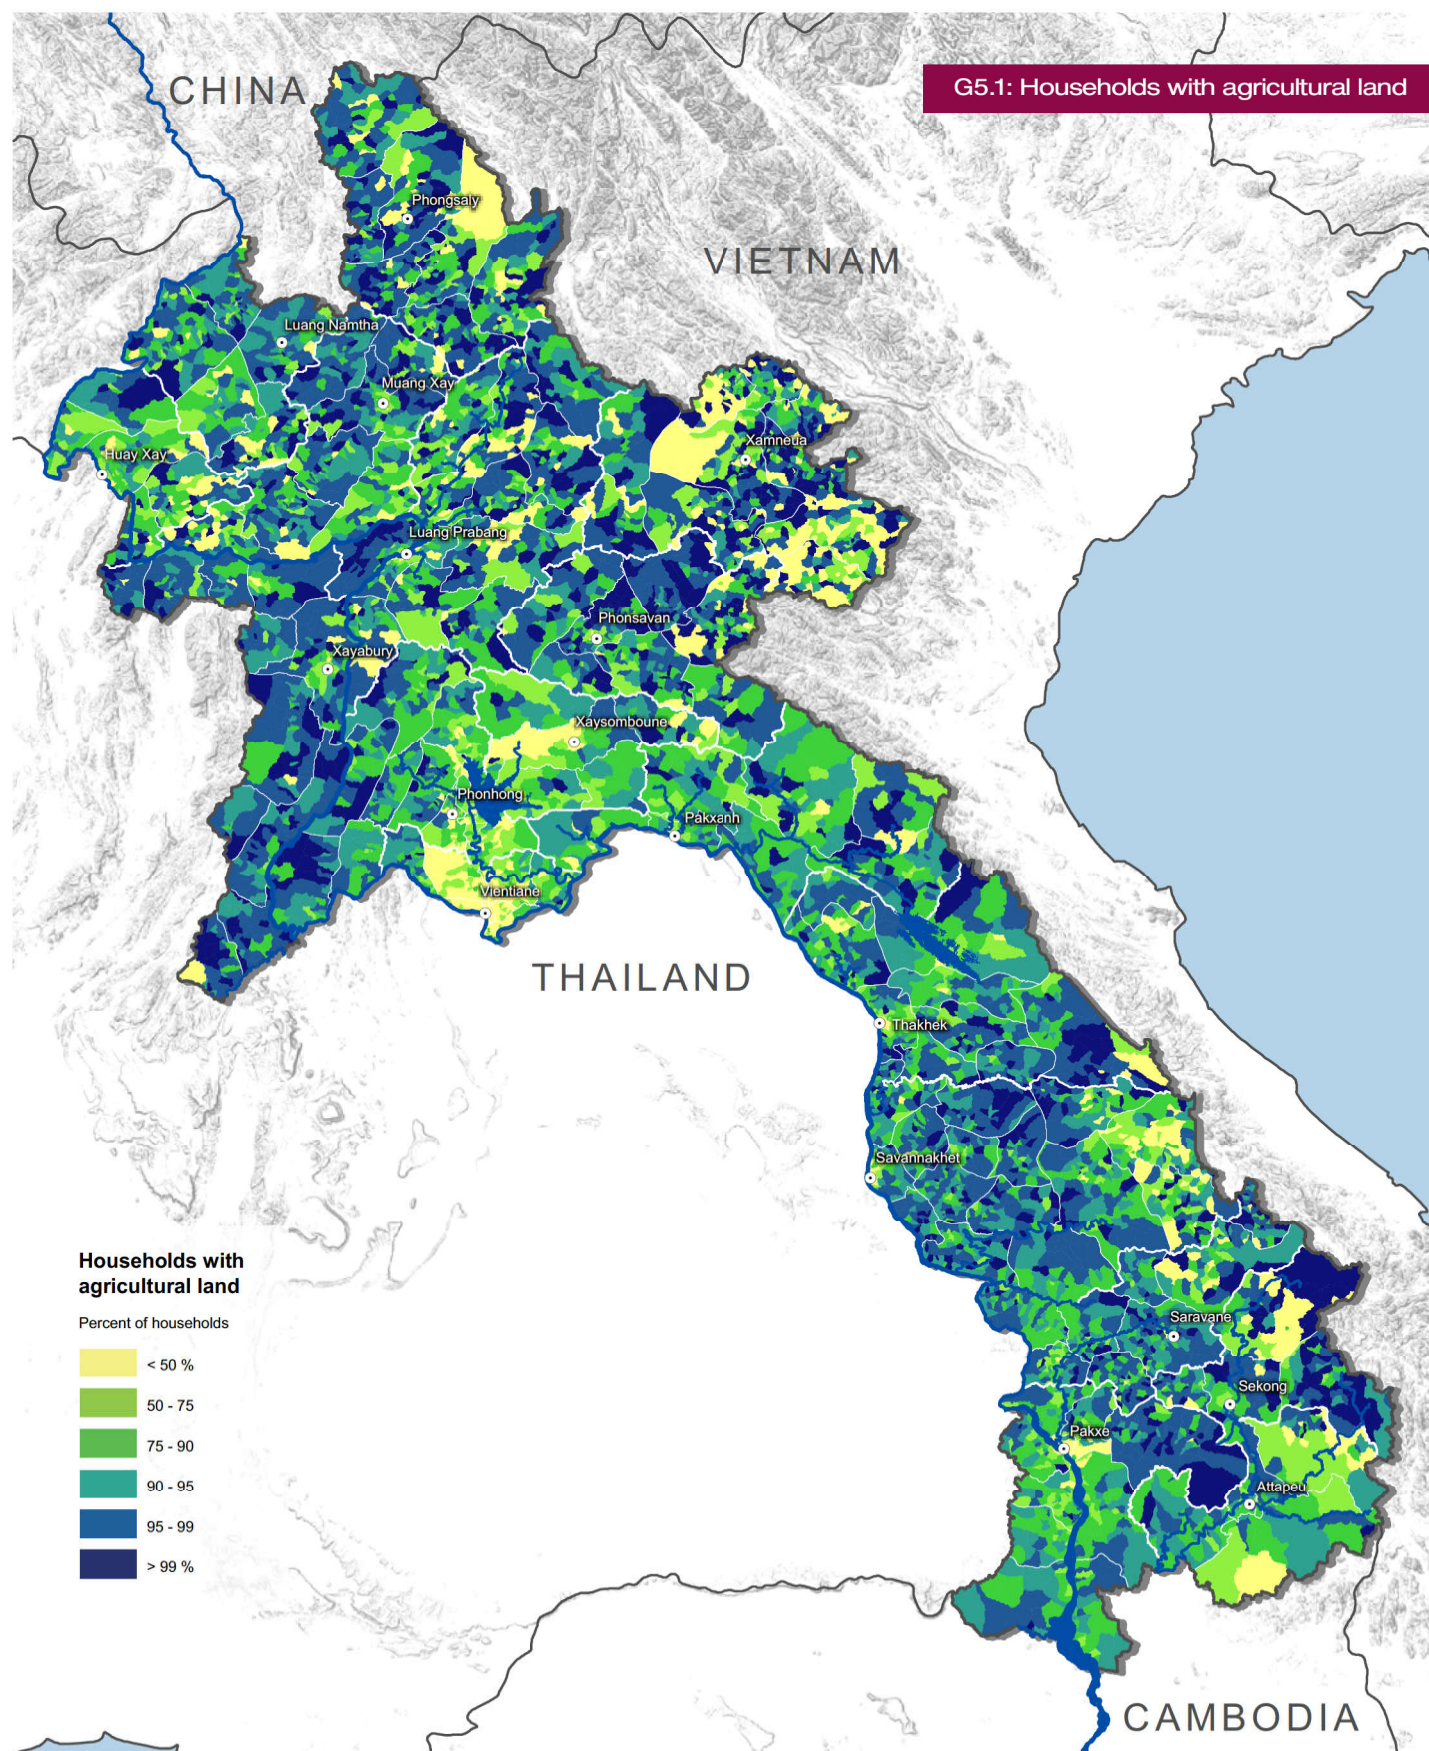 CHINA
G5.1: Households with agricultural land
Phongsaly
VIETNAM
Luang Namtha
Muang Xay
Xamneua
Huay Xay
Luang Prabang
Phonsavan
Xayabury
Xaysomboune
Phonhong
Pakxanh
Vientiane
THAILAND
Thakhek
Savannakhet
Households with
agricultural land
Percent of households
Saravane
< 50 %
Sekong
50 - 75
Pakxe
75 - 90
90 - 95
Attapeu
95 - 99
> 99 %
CAMBODIA